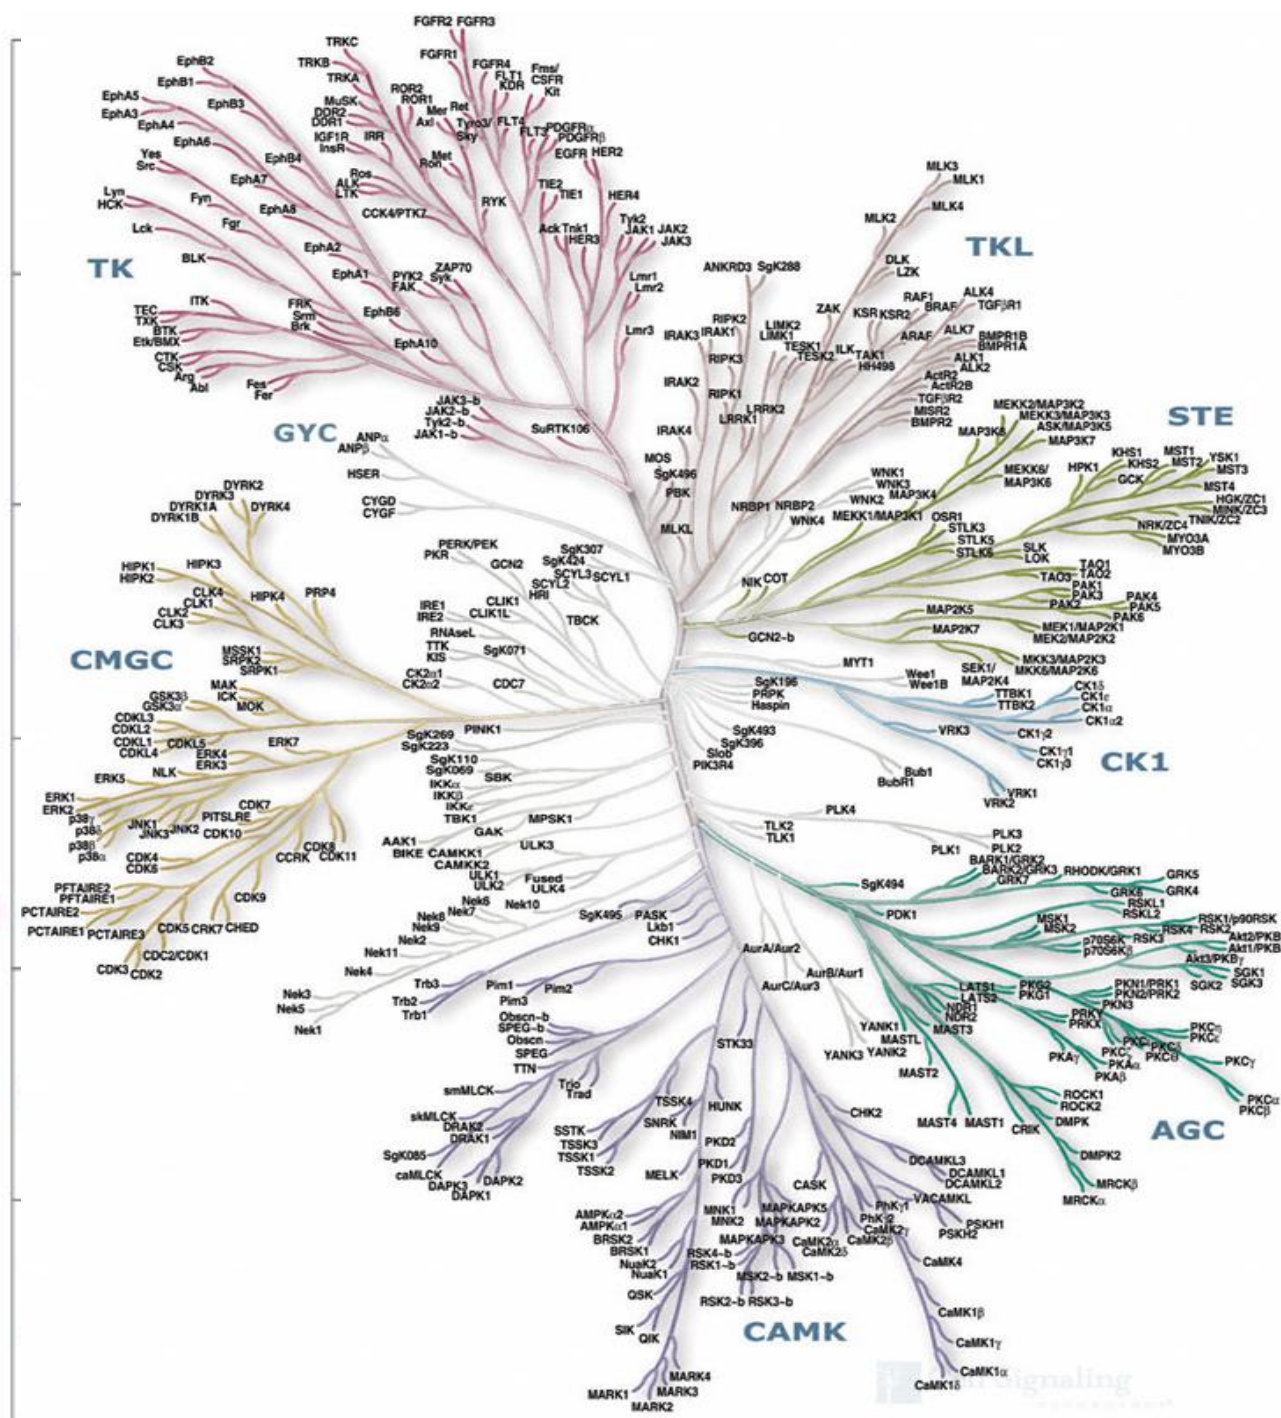 FGFR2 FGFR3
TRKC
FGFR1
FGFR4
EphB2
TRKB
FLT1
Fms/
CSFR
EphB1
TRKA
KDR
Kit
EphA5
EphB3
MuSK
ROR2
ROR1
Mer
Ret
EphA3
DDR2
DDR1
Axl
Tyro3/
Sky
FLT4
EphA4
IGF1R
IRR
FLT3
PDGFRα
PDGFRβ
EphA6
InsR
Met
Ron
EGFR HER2
Yes
Src
EphB4
Ros
ALK
LTK
TIE2
TIE1
EphA7
Lyn
HCK
Fyn
RYK
HER4
EphA8
CCK4/PTK7
Lck
Fgr
Ack Tnk1
HER3
Tyk2
JAK1
JAK2
JAK3
BLK
EphA2
EphA1
PYK2
FAK
ZAP70
Syk
Lmr1
Lmr2
TK
TEC
TXK
BTK
Etk/BMX
ITK
FRK
Srm
Brk
EphB6
EphA10
Lmr3
CTK
CSK
Arg
Abl
Fes
Fer
JAK3~b
JAK2~b
Tyk2~b
JAK1~b
SuRTK106
MLK3
MLK1
MLK4
MLK2
TKL
ANKRD3
SgK288
DLK
LZK
ZAK
KSR
KSR2
RAF1
BRAF
ALK4
TGFβR1
IRAK3
IRAK1
RIPK2
LIMK2
LIMK1
RIPK3
TESK1
TESK2
ILK
TAK1
HH498
ARAF
ALK7
BMPR1B
BMPR1A
ALK1
ALK2
IRAK2
RIPK1
LRRK2
LRRK1
ActR2
ActR2B
TGFβR2
MISR2
BMPR2
IRAK4
MOS
SgK496
PBK
MLKL
NRBP1
NRBP2
WNK1
WNK3
WNK2
WNK4
STE
MEKK2/MAP3K2
MEKK3/MAP3K3
ASK/MAP3K5
MAP3K8
MAP3K7
MEKK6/
MAP3K6
MAP3K4
MEKK1/MAP3K1
KHS1
KHS2
HPK1
GCK
MST1
MST2
YSK1
MST3
MST4
HGK/ZC1
MINK/ZC3
TNIK/ZC2
NRK/ZC4
MYO3A
MYO3B
OSR1
STLK3
STLK5
STLK6
SLK
LOK
TAO1
TAO2
TAO3
PAK1
PAK3
PAK2
PAK4
PAK5
PAK6
NIK
COT
MAP2K5
MAP2K7
MEK1/MAP2K1
MEK2/MAP2K2
GCN2~b
MKK3/MAP2K3
MKK6/MAP2K6
SEK1/
MAP2K4
GYC
ANPα
ANPβ
HSER
CYGD
CYGF
DYRK2
DYRK3
DYRK1A
DYRK1B
DYRK4
HIPK1
HIPK2
HIPK3
CLK4
CLK1
HIPK4
PRP4
CLK2
CLK3
MSSK1
SRPK2
SRPK1
CMGC
MAK
ICK
MOK
GSK3β
GSK3α
CDKL3
CDKL2
CDKL1
CDKL4
CDKL5
ERK7
ERK4
ERK3
NLK
ERK5
ERK1
ERK2
p38γ
p38δ
p38β
p38α
JNK1
JNK3
JNK2
CDK7
PITSLRE
CDK10
CDK4
CDK6
CCRK
CDK8
CDK11
PFTAIRE2
PFTAIRE1
PCTAIRE2
PCTAIRE1
PCTAIRE3
CDK9
CDK5
CRK7
CHED
CDC2/CDK1
CDK3
CDK2
PERK/PEK
PKR
GCN2
SgK307
SgK424
SCYL3
SCYL2
SCYL1
HRI
TBCK
CLIK1
CLIK1L
IRE1
IRE2
RNAseL
TTK
KIS
SgK071
CK2α1
CK2α2
CDC7
PINK1
SgK269
SgK223
SgK110
SgK069
SBK
IKKα
IKKβ
IKKε
TBK1
MPSK1
GAK
AAK1
BIKE
CAMKK1
CAMKK2
ULK3
ULK1
ULK2
Fused
ULK4
Nek6
Nek7
Nek10
Nek8
Nek9
Nek2
Nek11
Nek4
Nek3
Nek5
Nek1
MYT1
Wee1
Wee1B
SgK196
PRPK
Haspin
SgK493
SgK396
Slob
PIK3R4
Bub1
BubR1
PLK4
TLK2
TLK1
PLK3
PLK2
PLK1
TTBK1
TTBK2
CK1δ
CK1ε
CK1α
CK1α2
VRK3
CK1γ2
CK1γ1
CK1γ3
VRK1
VRK2
CK1
BARK1/GRK2
BARK2/GRK3
RHODK/GRK1
GRK5
GRK7
GRK6
GRK4
SgK494
RSKL1
RSKL2
PDK1
MSK1
MSK2
RSK1/p90RSK
RSK4
RSK2
p70S6K
RSK3
p70S6Kβ
Akt2/PKB
Akt1/PKB
Akt3/PKBγ
SGK1
SGK2
SGK3
LATS1
LATS2
NDR1
NDR2
PKG2
PKG1
PKN1/PRK1
PKN2/PRK2
PKN3
PRKY
PRKX
MAST3
YANK1
MASTL
YANK3
YANK2
MAST2
MAST4
MAST1
PKAγ
PKAα
PKAβ
PKCζ
PKCδ
PKCθ
PKCη
PKCε
PKCγ
PKCα
PKCβ
ROCK1
ROCK2
CRIK
DMPK
DMPK2
MRCKβ
MRCKα
AGC
SgK495
PASK
Lkb1
CHK1
AurA/Aur2
AurB/Aur1
AurC/Aur3
Trb3
Trb2
Trb1
Pim1
Pim2
Pim3
Obscn~b
SPEG~b
Obscn
SPEG
TTN
STK33
smMLCK
Trio
Trad
skMLCK
DRAK2
DRAK1
SgK085
caMLCK
DAPK3
DAPK2
DAPK1
TSSK4
SNRK
NIM1
HUNK
SSTK
TSSK3
TSSK1
TSSK2
PKD2
PKD1
PKD3
MELK
CHK2
DCAMKL3
DCAMKL1
DCAMKL2
CASK
VACAMKL
PhKγ1
PhKγ2
PSKH1
PSKH2
MNK1
MNK2
MAPKAPK5
MAPKAPK2
MAPKAPK3
CaMK2γ
CaMK2α
CaMK2β
CaMK2δ
AMPKα2
AMPKα1
BRSK2
BRSK1
NuaK2
NuaK1
RSK4~b
RSK1~b
MSK2~b
MSK1~b
RSK2~b
RSK3~b
CaMK4
QSK
SIK
QIK
CaMK1β
CaMK1γ
CaMK1α
CaMK1δ
MARK4
MARK3
MARK1
MARK2
CAMK
Signaling